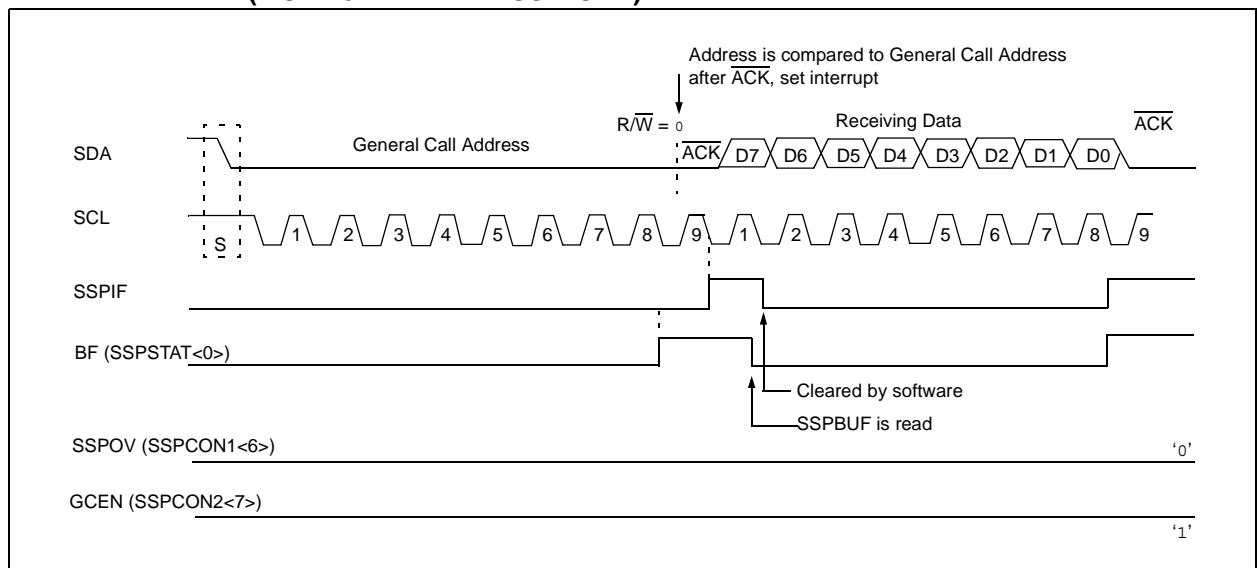 Address is compared to General Call Address
after ACK, set interrupt
R/W = 0
Receiving Data
ACK
SDA
General Call Address
ACK D7 D6 D5 D4 D3 D2 D1 D0
SCL
S 1 2 3 4 5 6 7 8 9 1 2 3 4 5 6 7 8 9
SSPIF
BF (SSPSTAT<0>)
Cleared by software
SSPBUF is read
SSPOV (SSPCON1<6>)
‘0’
GCEN (SSPCON2<7>)
‘1’